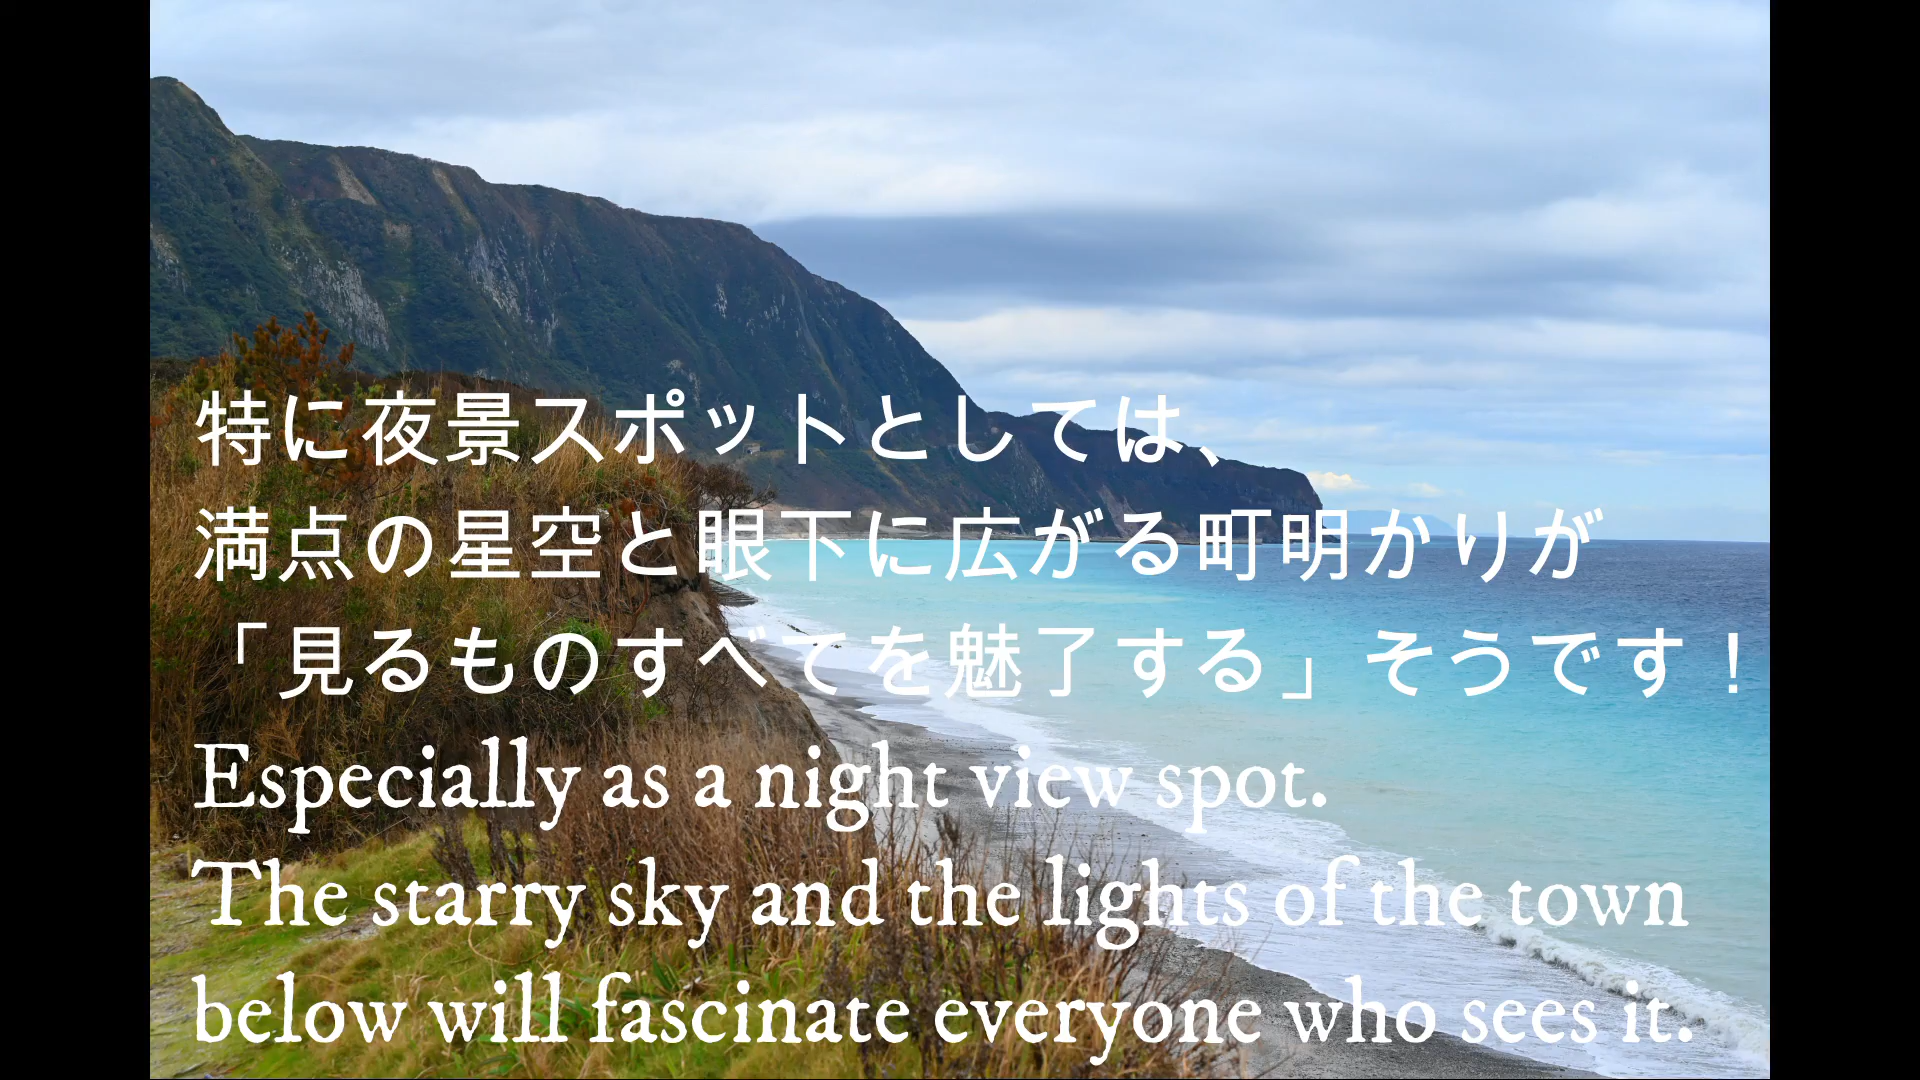 特に夜景スポットとしては、
満点の星空と眼下に広がる町明かりが
「見るものすべてを魅了する」そうです！
Especially as a night view spot.
The starry sky and the lights of the town
below will fascinate everyone who sees it.